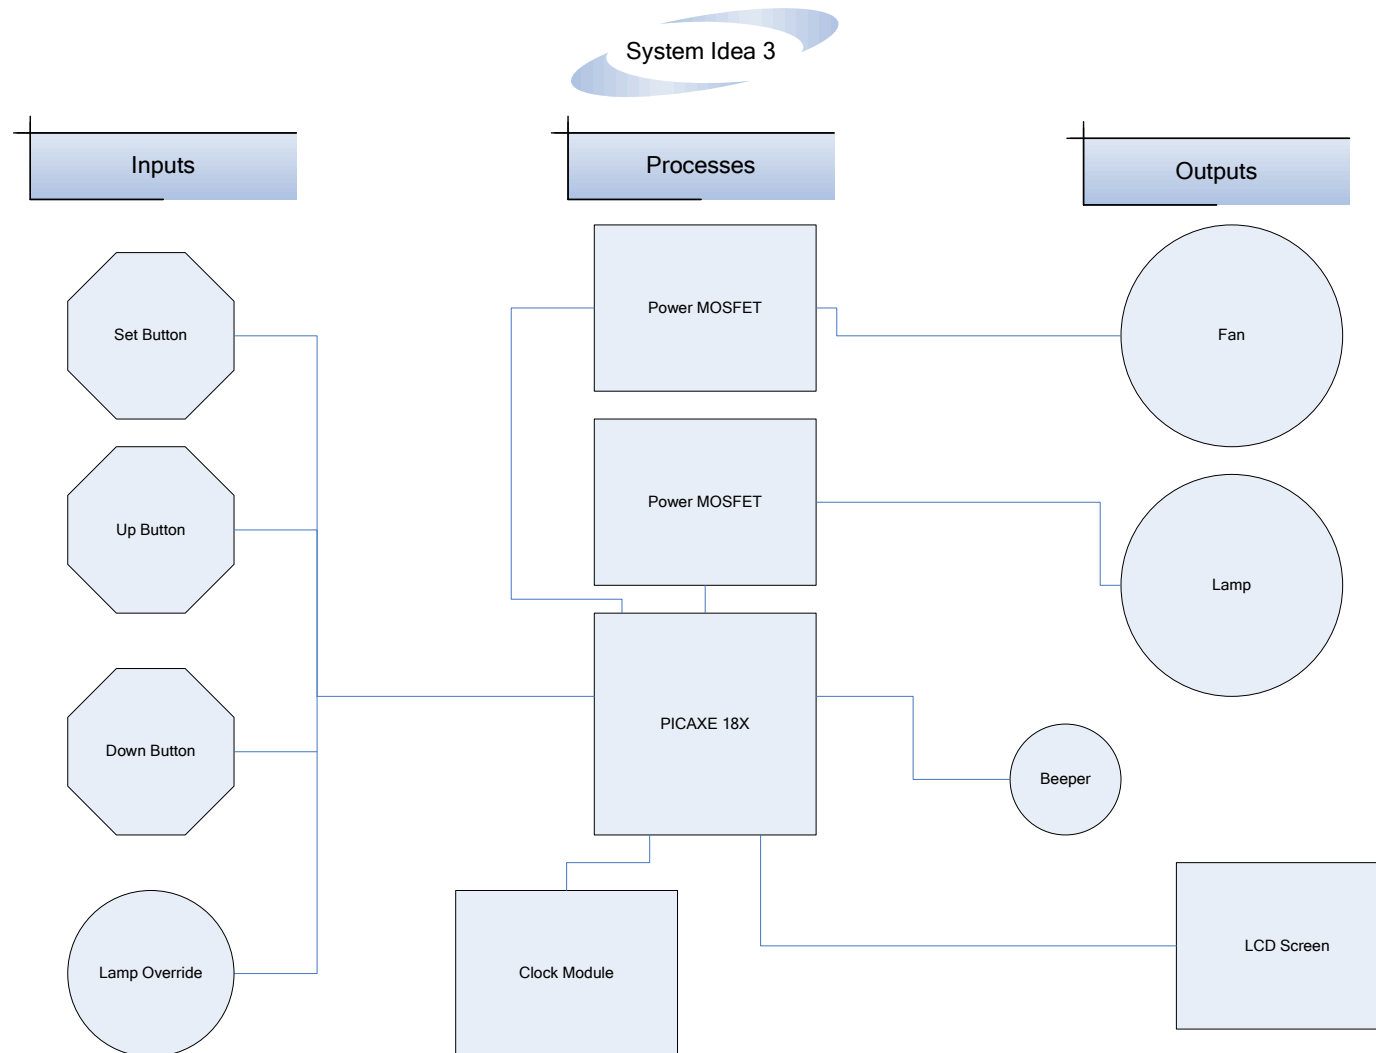 System Idea 3
Inputs
Processes
Outputs
Set Button
Power MOSFET
Fan
Up Button
Power MOSFET
Lamp
Down Button
PICAXE 18X
Beeper
Lamp Override
Clock Module
LCD Screen